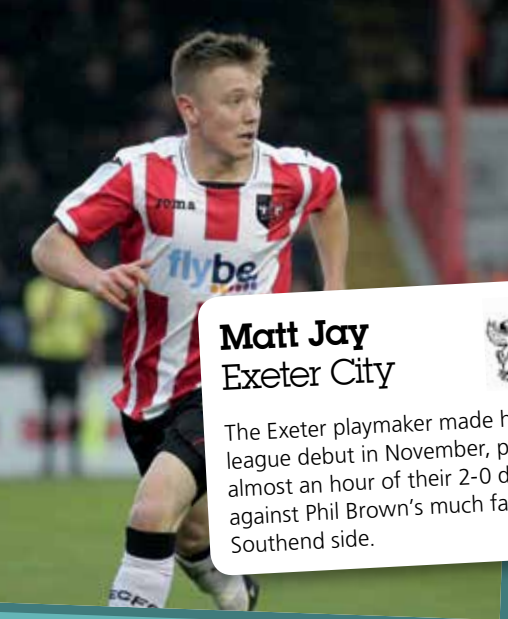 Joma
flybe
Matt Jay
Exeter City
The Exeter playmaker made
league debut in November,
almost an hour of their 2-0
against Phil Brown's much
Southend side.
ECFC